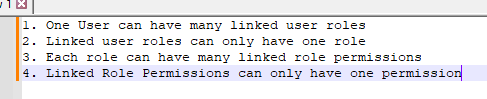 1
1. One User can have many linked user roles
2. Linked user roles can only have one role
3. Each role can have many linked role permissions
4. Linked Role Permissions can only have one permission